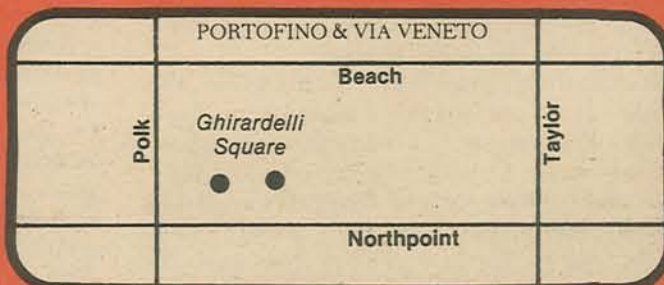 PORTOFINO & VIA VENETO
Beach
Polk
Ghirardelli
Square
Taylor
Northpoint